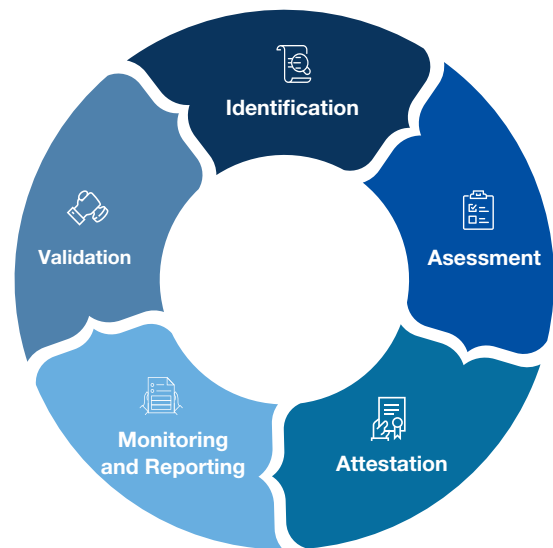 Identification
Asessment
Attestation
Monitoring
and Reporting
Validation